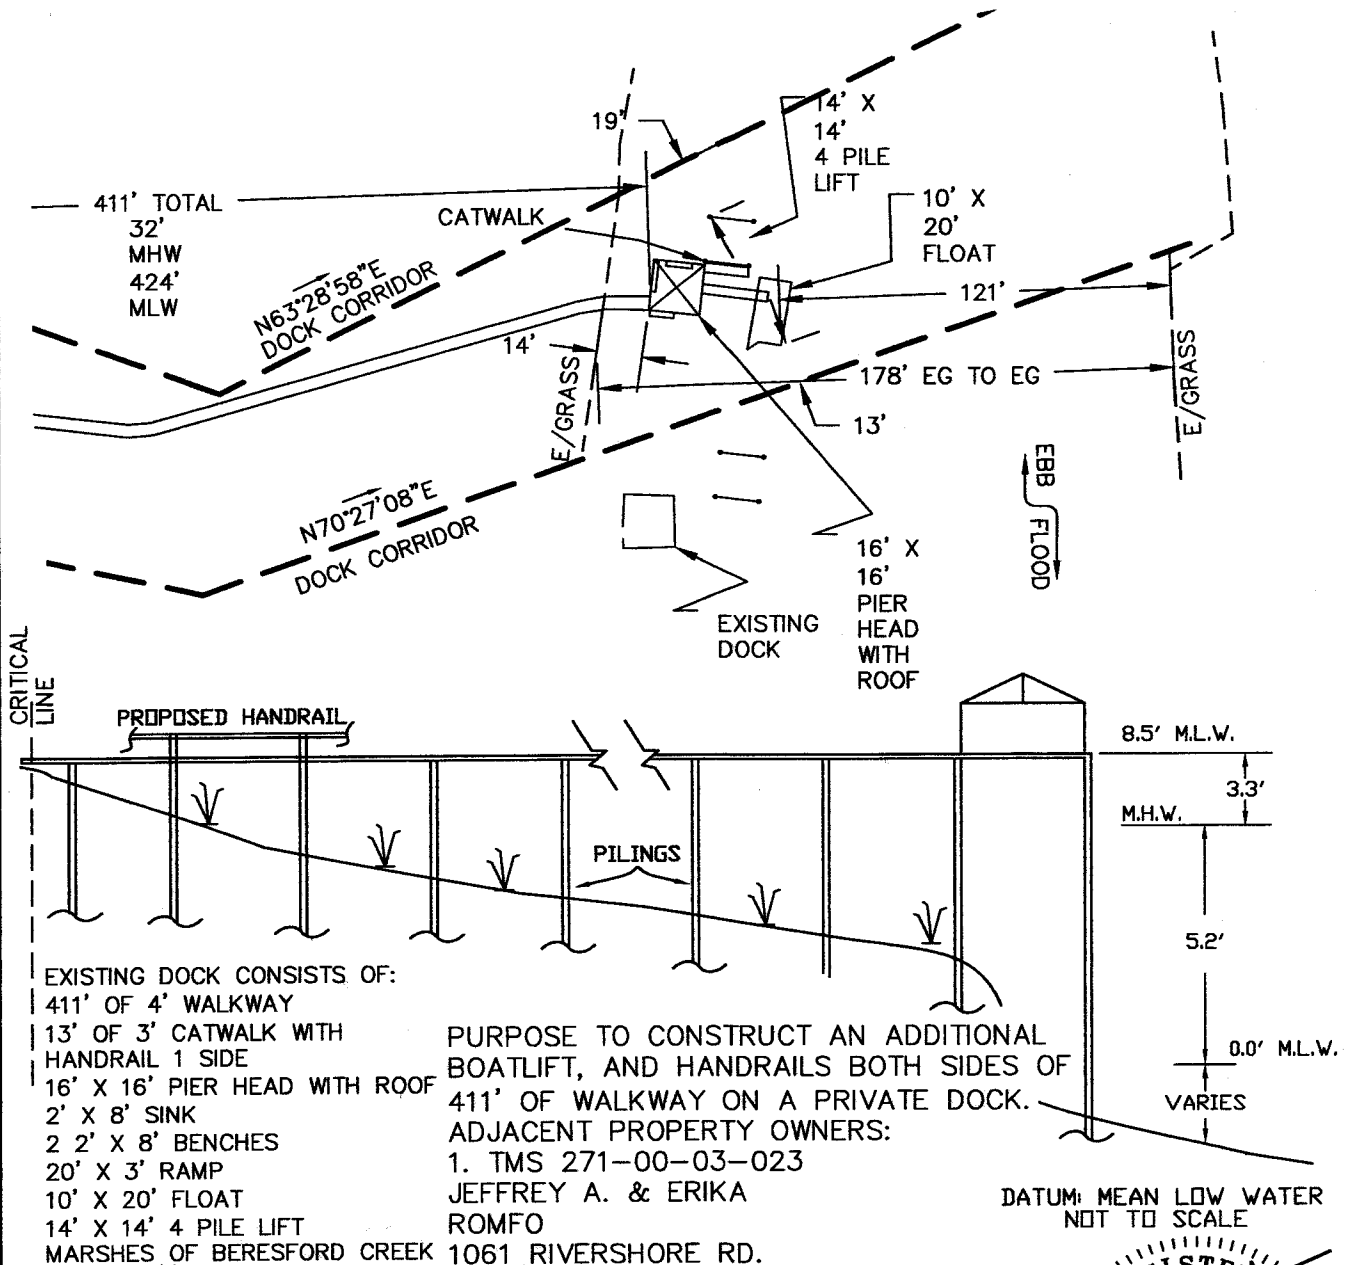 19'
14' X
14'
4 PILE
LIFT
411' TOTAL
32'
MHW
424'
MLW
CATWALK
10' X
20'
FLOAT
N63°28'58"E
DOCK CORRIDOR
121'
14'
E/GRASS
178' EG TO EG
E/GRASS
13'
EBB
FLOOD
N70°27'08"E
DOCK CORRIDOR
16' X
16'
PIER
HEAD
WITH
ROOF
EXISTING
DOCK
CRITICAL
LINE
PROPOSED HANDRAIL
8.5' M.L.W.
3.3'
M.H.W.
PILINGS
5.2'
0.0' M.L.W.
VARIES
EXISTING DOCK CONSISTS OF:
411' OF 4' WALKWAY
13' OF 3' CATWALK WITH
HANDRAIL 1 SIDE
16' X 16' PIER HEAD WITH ROOF
2' X 8' SINK
2 2' X 8' BENCHES
20' X 3' RAMP
10' X 20' FLOAT
14' X 14' 4 PILE LIFT
MARSHES OF BERESFORD CREEK
PURPOSE TO CONSTRUCT AN ADDITIONAL
BOATLIFT, AND HANDRAILS BOTH SIDES OF
411' OF WALKWAY ON A PRIVATE DOCK.
ADJACENT PROPERTY OWNERS:
1. TMS 271-00-03-023
JEFFREY A. & ERIKA
ROMFO
1061 RIVERSHORE RD.
DATUM: MEAN LOW WATER
NOT TO SCALE